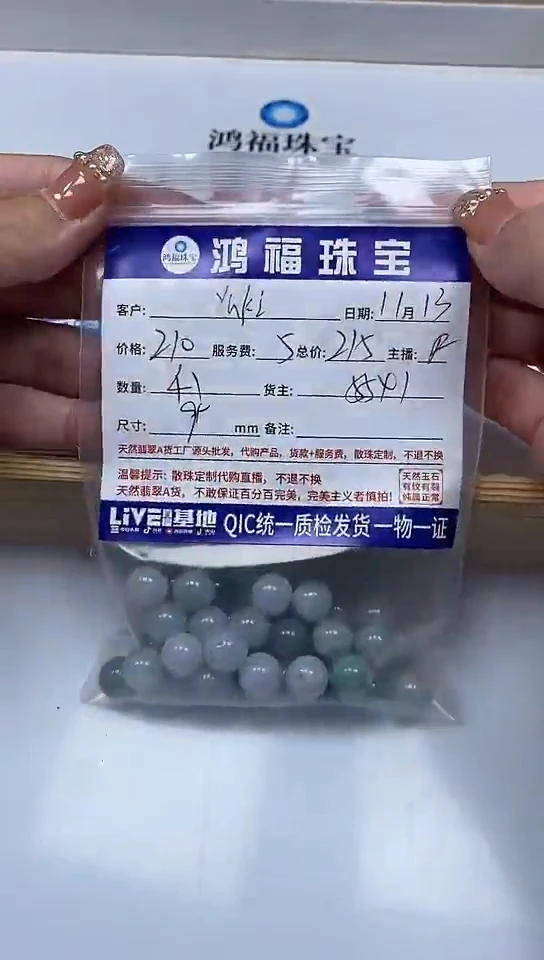 鸿福珠宝
鸿福珠宝 鸿福珠宝
客户: Yuki 日期: 11月13
价格: 210 服务费: 5 总价: 215 主播:
数量: 41 货主:
尺寸: mm 备注:
天然翡翠A货工厂源头批发，代购产品，货款+服务费，散珠定制，不退不换
温馨提示: 散珠定制代购直播，不退不换
天然翡翠A货，不敢保证百分百完美，完美主义者慎拍!
天然玉石
有纹有裂
纯属正常
LiVE 基地 QIC统一质检发货 一物一证